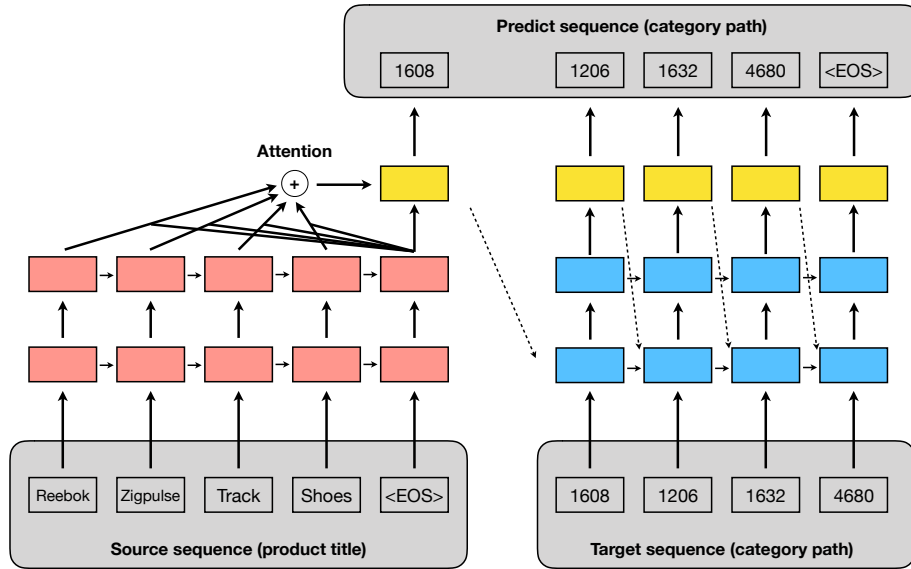 Predict sequence (category path)
1608 1206 1632 4680 <EOS>
Attention
+
Reebok Zigpulse Track Shoes <EOS>
Source sequence (product title)
1608 1206 1632 4680
Target sequence (category path)